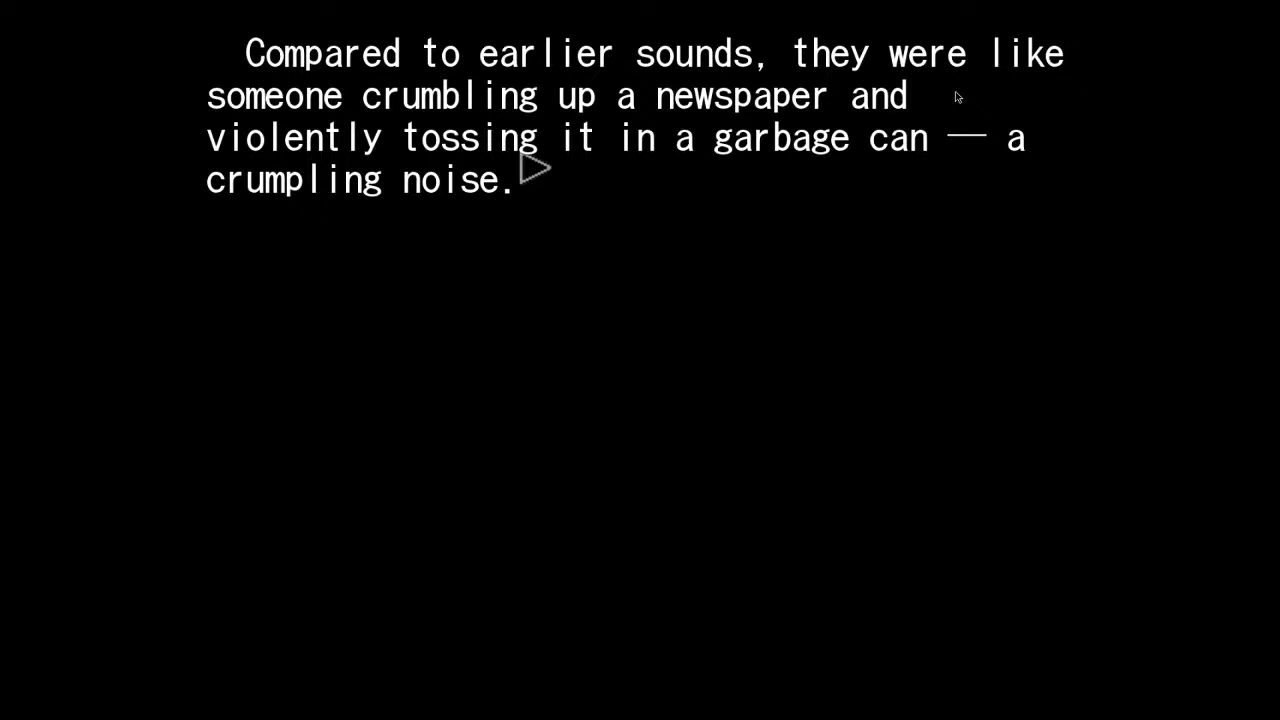 Compared to earlier sounds, they were like
someone crumbling up a newspaper and
violently tossing it in a garbage can — a
crumpling noise.